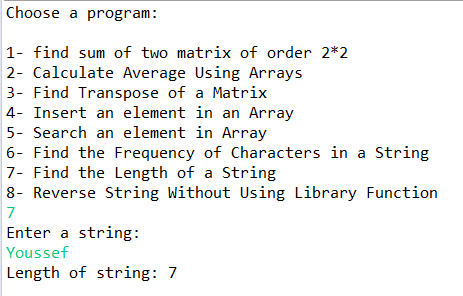 Choose a program:
1- find sum of two matrix of order 2*2
2- Calculate Average Using Arrays
3- Find Transpose of a Matrix
4- Insert an element in an Array
5- Search an element in Array
6- Find the Frequency of Characters in a String
7- Find the Length of a String
8- Reverse String Without Using Library Function
7
Enter a string:
Youssef
Length of string: 7